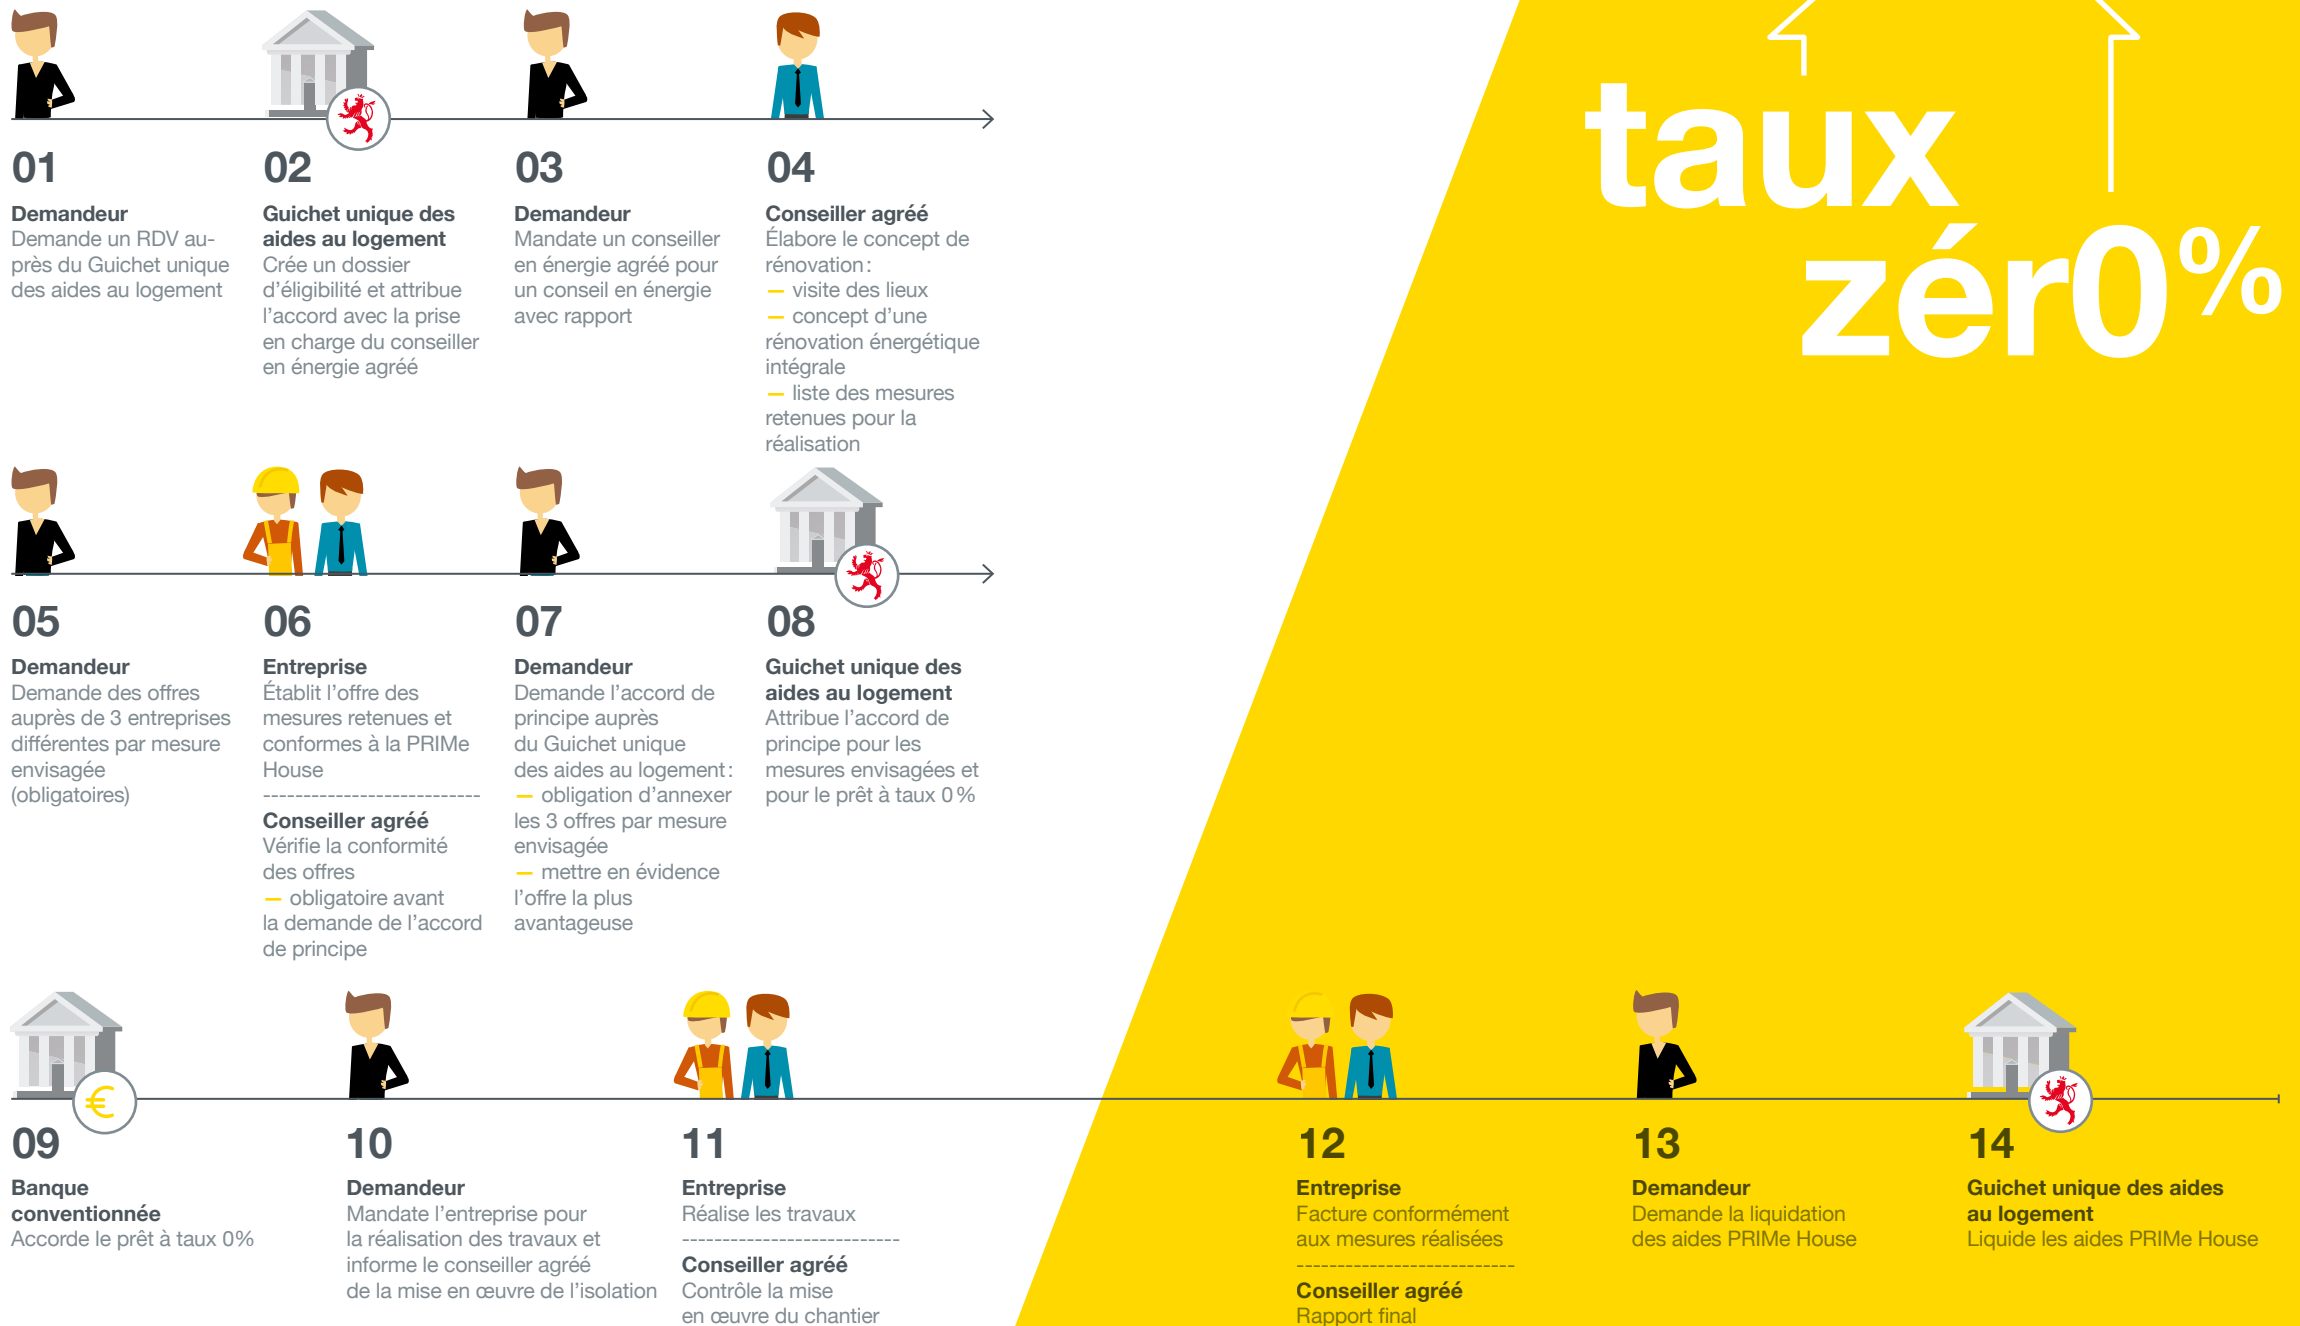 taux
zér0%
01
Demandeur
Demande un RDV au-
près du Guichet unique
des aides au logement
02
Guichet unique des
aides au logement
Crée un dossier
d’éligibilité et attribue
l’accord avec la prise
en charge du conseiller
en énergie agréé
03
Demandeur
Mandate un conseiller
en énergie agréé pour
un conseil en énergie
avec rapport
04
Conseiller agréé
Élabore le concept de
rénovation :
— visite des lieux
— concept d’une
rénovation énergétique
intégrale
— liste des mesures
retenues pour la
réalisation
05
Demandeur
Demande des offres
auprès de 3 entreprises
différentes par mesure
envisagée
(obligatoires)
06
Entreprise
Établit l’offre des
mesures retenues et
conformes à la PRIMe
House
---------------------------
Conseiller agréé
Vérifie la conformité
des offres
— obligatoire avant
la demande de l’accord
de principe
07
Demandeur
Demande l’accord de
principe auprès
du Guichet unique
des aides au logement :
— obligation d’annexer
les 3 offres par mesure
envisagée
— mettre en évidence
l’offre la plus
avantageuse
08
Guichet unique des
aides au logement
Attribue l’accord de
principe pour les
mesures envisagées et
pour le prêt à taux 0 %
€
09
Banque
conventionnée
Accorde le prêt à taux 0%
10
Demandeur
Mandate l’entreprise pour
la réalisation des travaux et
informe le conseiller agréé
de la mise en œuvre de l’isolation
11
Entreprise
Réalise les travaux
---------------------------
Conseiller agréé
Contrôle la mise
en œuvre du chantier
12
Entreprise
Facture conformément
aux mesures réalisées
---------------------------
Conseiller agréé
Rapport final
13
Demandeur
Demande la liquidation
des aides PRIMe House
14
Guichet unique des aides
au logement
Liquide les aides PRIMe House